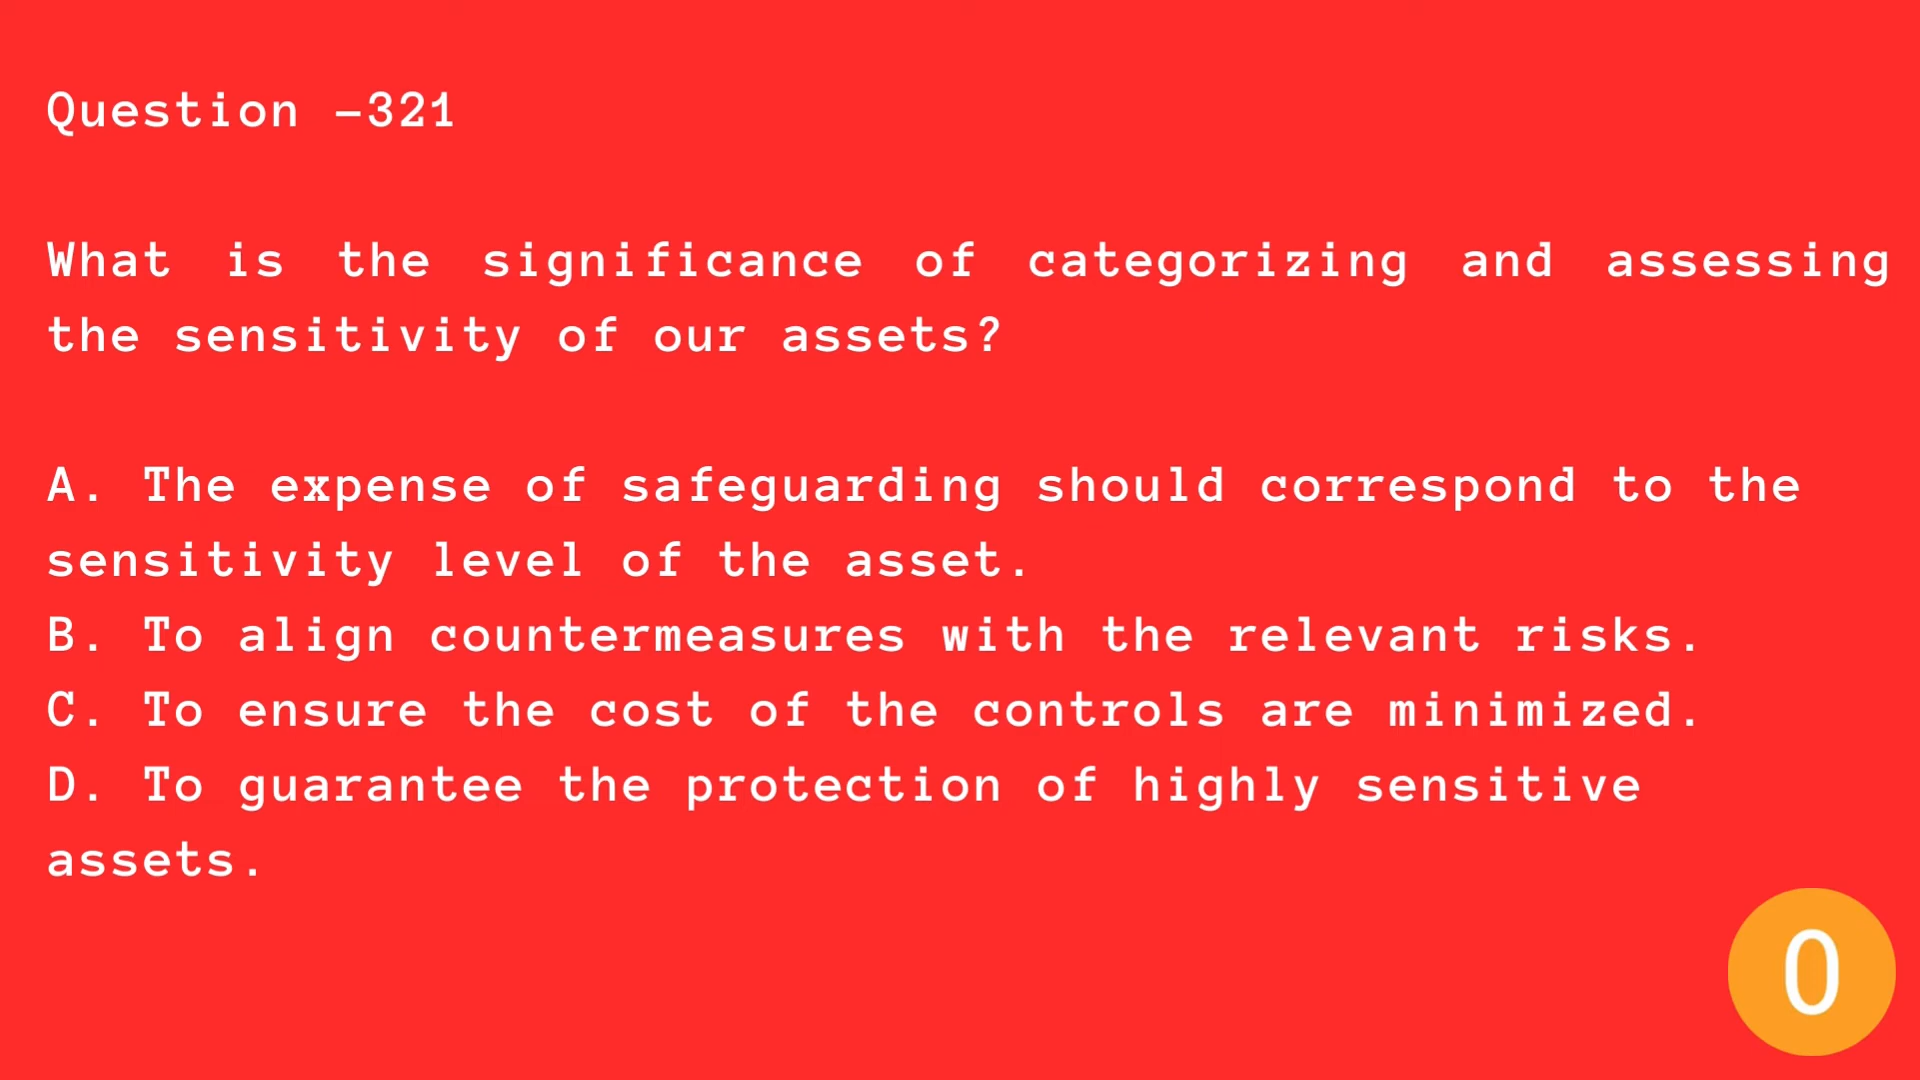 Question -321
What is the significance of categorizing and assessing
the sensitivity of our assets?
A. The expense of safeguarding should correspond to the
sensitivity level of the asset.
B. To align countermeasures with the relevant risks.
C. To ensure the cost of the controls are minimized.
D. To guarantee the protection of highly sensitive
assets.
0